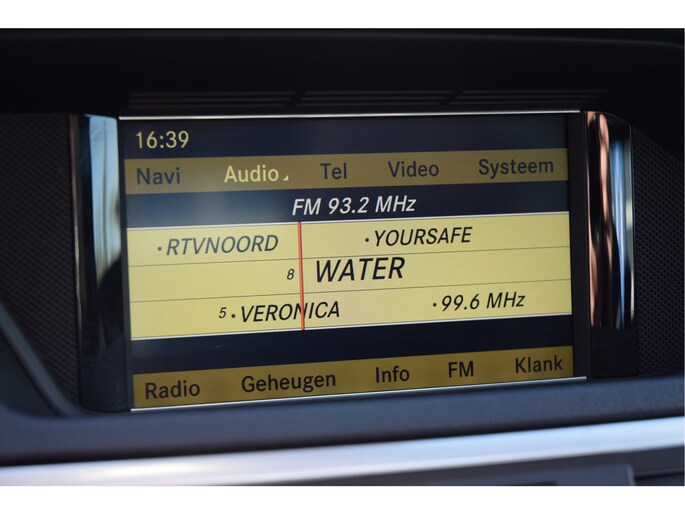 16:39
Navi Audio Tel Video Systeem
FM 93.2 MHz
·RTVNOORD ·YOURSAFE
8 WATER
5·VERONICA ·99.6 MHz
Radio Geheugen Info FM Klank